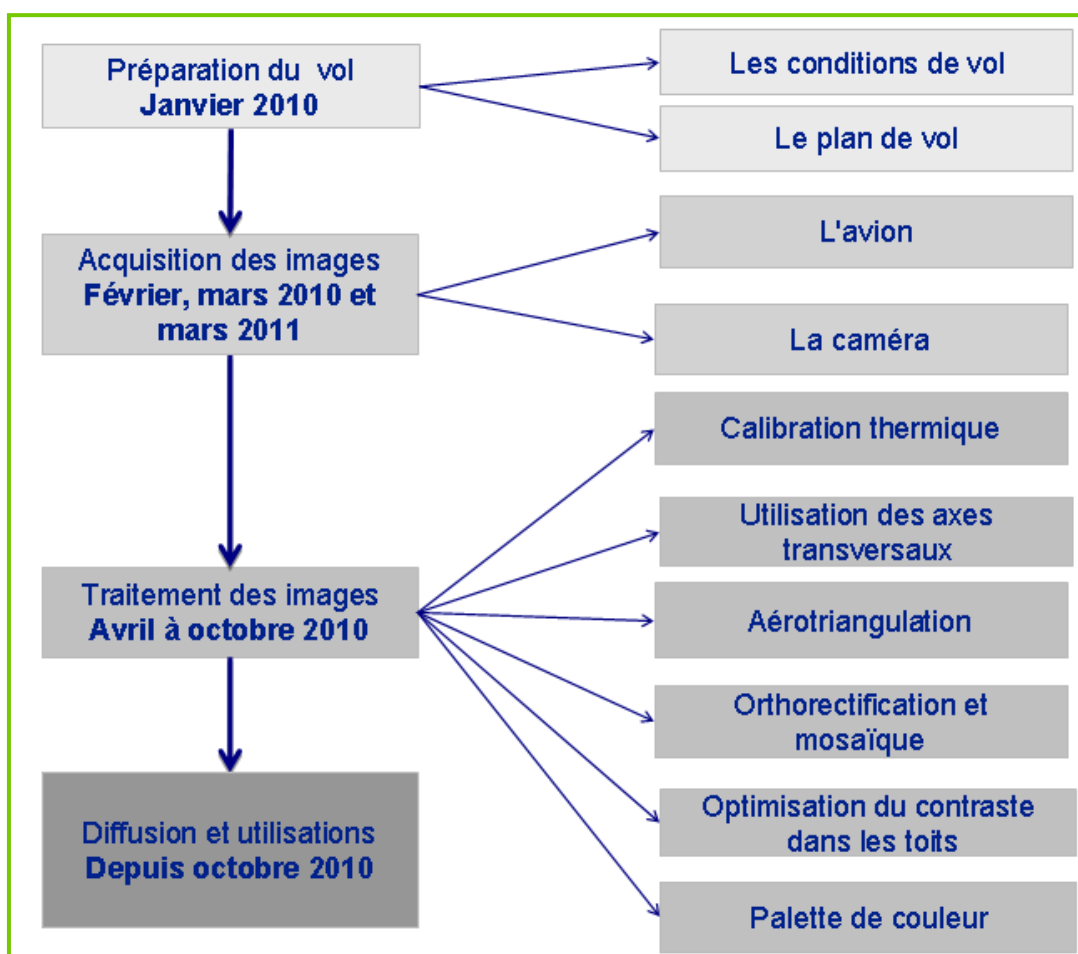 Préparation du vol
Janvier 2010
Les conditions de vol
Le plan de vol
Acquisition des images
Février, mars 2010 et
mars 2011
L'avion
La caméra
Traitement des images
Avril à octobre 2010
Calibration thermique
Utilisation des axes
transversaux
Aérotriangulation
Orthorectification et
mosaïque
Optimisation du contraste
dans les toits
Palette de couleur
Diffusion et utilisations
Depuis octobre 2010